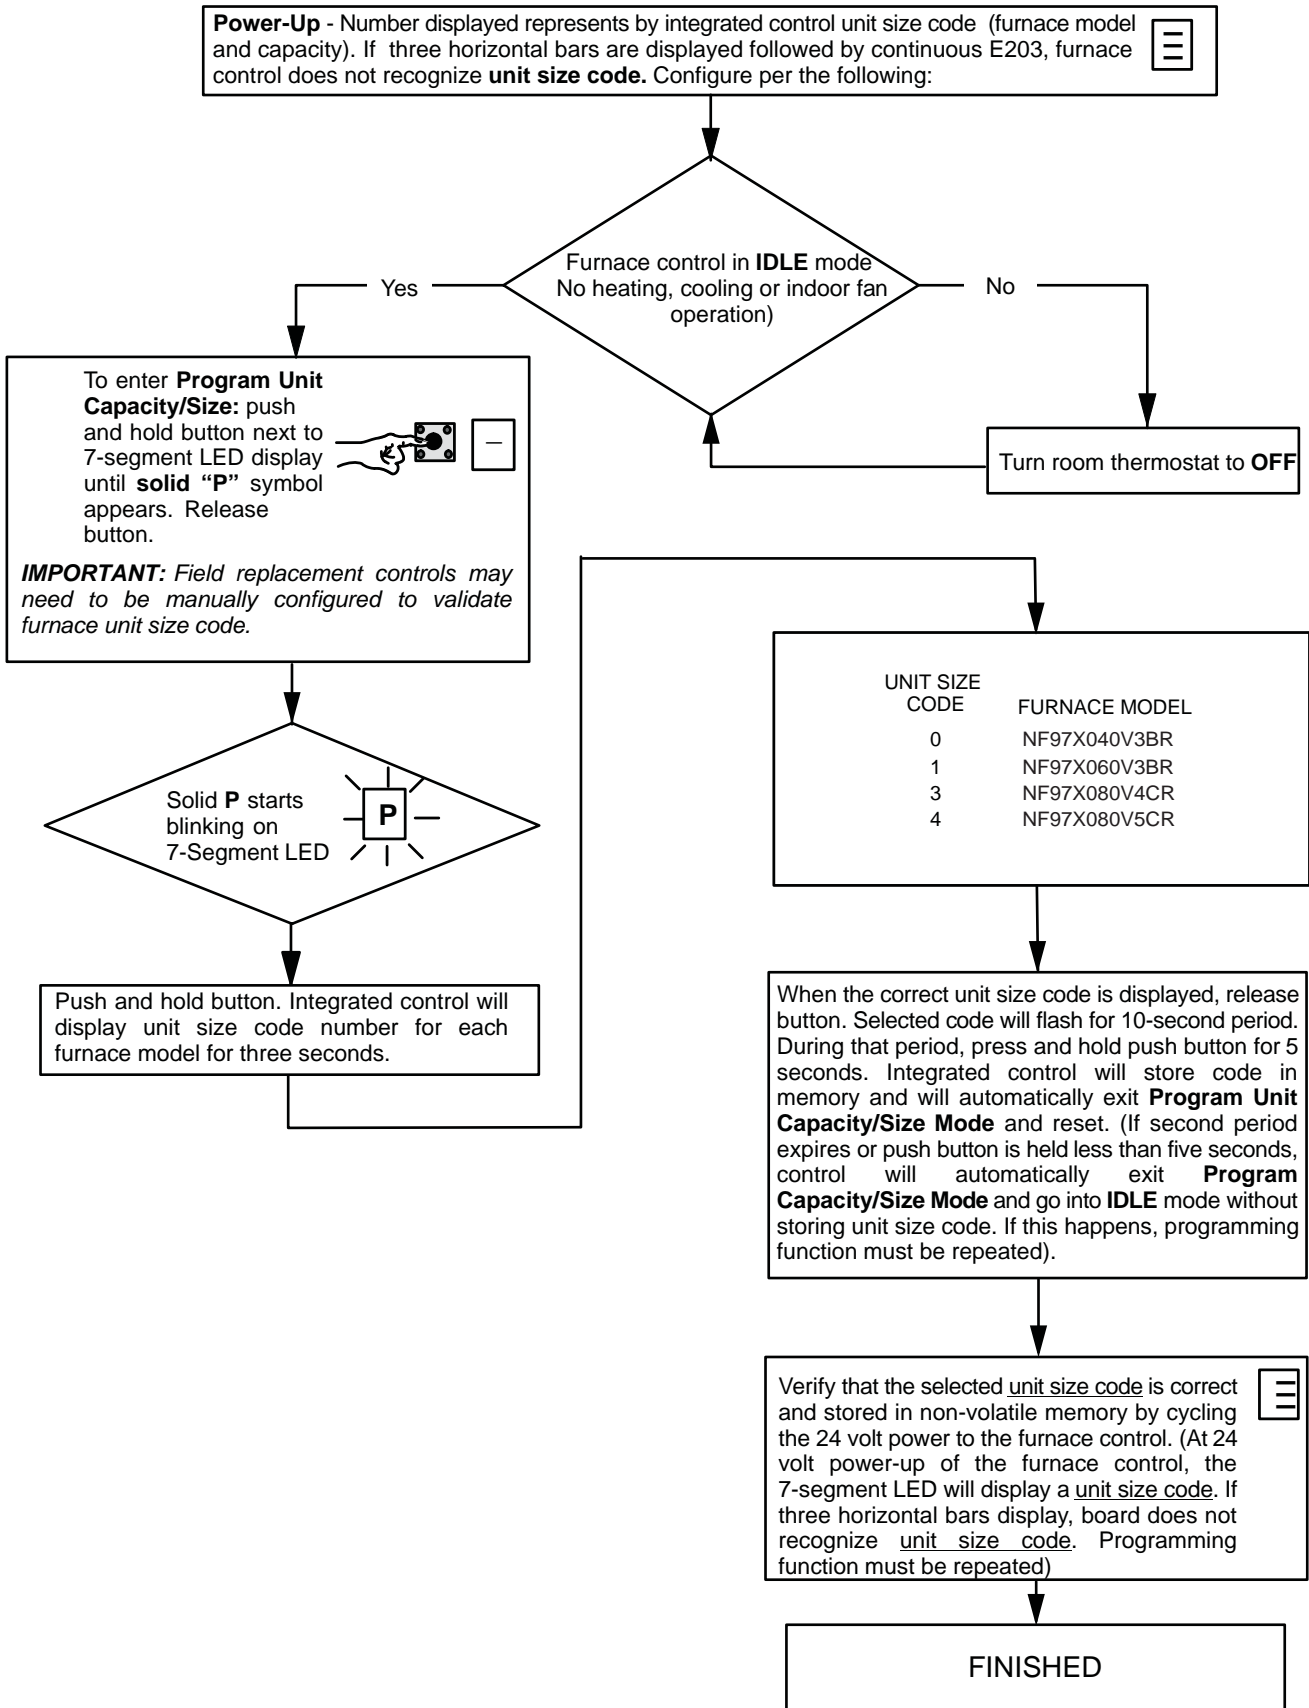 Power-Up - Number displayed represents by integrated control unit size code (furnace model
and capacity). If three horizontal bars are displayed followed by continuous E203, furnace
control does not recognize unit size code. Configure per the following:
Furnace control in IDLE mode
No heating, cooling or indoor fan
operation)
Yes
No
To enter Program Unit
Capacity/Size: push
and hold button next to
7-segment LED display
until solid “P” symbol
appears. Release
button.
IMPORTANT: Field replacement controls may
need to be manually configured to validate
furnace unit size code.
Turn room thermostat to OFF
Solid P starts
blinking on
7-Segment LED
P
Push and hold button. Integrated control will
display unit size code number for each
furnace model for three seconds.
UNIT SIZE
CODE FURNACE MODEL
0 NF97X040V3BR
1 NF97X060V3BR
3 NF97X080V4CR
4 NF97X080V5CR
When the correct unit size code is displayed, release
button. Selected code will flash for 10-second period.
During that period, press and hold push button for 5
seconds. Integrated control will store code in
memory and will automatically exit Program Unit
Capacity/Size Mode and reset. (If second period
expires or push button is held less than five seconds,
control will automatically exit Program
Capacity/Size Mode and go into IDLE mode without
storing unit size code. If this happens, programming
function must be repeated).
Verify that the selected unit size code is correct
and stored in non-volatile memory by cycling
the 24 volt power to the furnace control. (At 24
volt power-up of the furnace control, the
7-segment LED will display a unit size code. If
three horizontal bars display, board does not
recognize unit size code. Programming
function must be repeated)
FINISHED